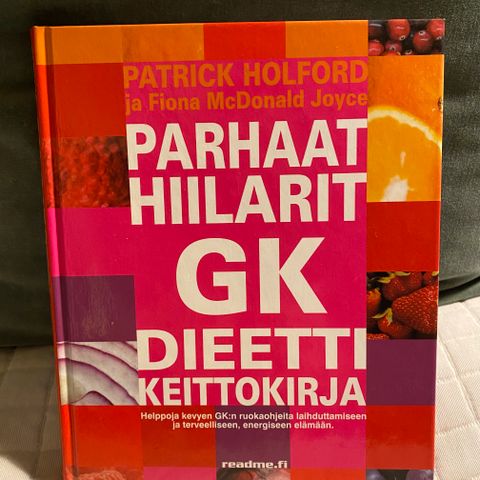 PATRICK HOLFORD
ja Fiona McDonald Joyce
PARHAAT
HIILARIT
GK
DIEETTI
KEITTOKIRJA
Helppoja kevyen GK:n ruokaohjeita laihduttamiseen
ja terveelliseen, energiseen elämään.
readme.fi